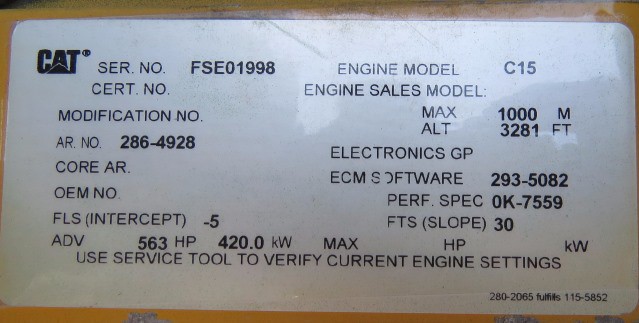 CAT® SER. NO. FSE01998 ENGINE MODEL C15
CERT. NO. ENGINE SALES MODEL:
MODIFICATION NO. MAX 1000 M
AR. NO. 286-4928 ALT 3281 FT
CORE AR. ELECTRONICS GP
OEM NO. ECM SOFTWARE 293-5082
PERF. SPEC 0K-7559
FLS (INTERCEPT) -5 FTS (SLOPE) 30
ADV 563 HP 420.0 kW MAX HP kW
USE SERVICE TOOL TO VERIFY CURRENT ENGINE SETTINGS
280-2065 fulfills 115-5852